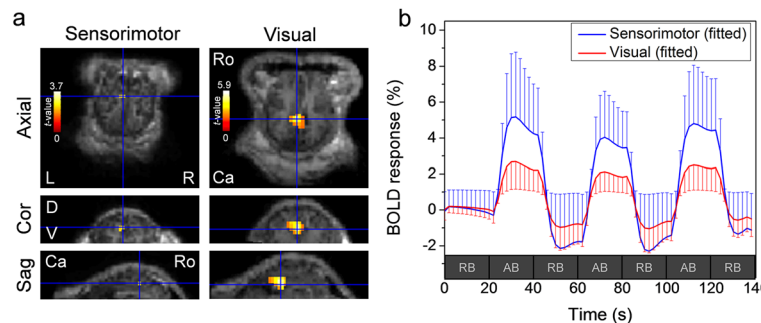 a
Sensorimotor
Visual
Axial
3.7
t-value
0
L
R
Ro
5.9
t-value
0
Ca
Cor
D
V
Sag
Ca
Ro
b
Sensorimotor (fitted)
Visual (fitted)
BOLD response (%)
10
8
6
4
2
0
-2
RB AB RB AB RB AB RB
0 20 40 60 80 100 120 140
Time (s)